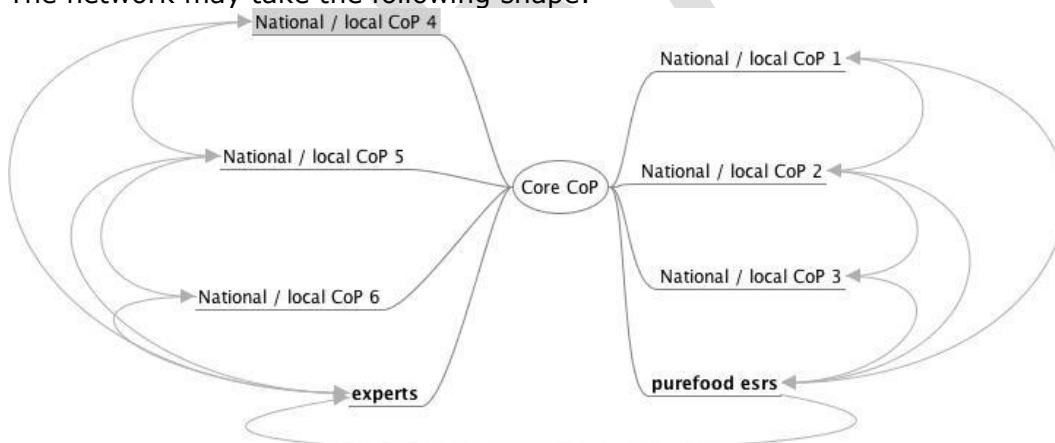 The network may take the following shape:
National / local CoP 4
National / local CoP 1
National / local CoP 5
Core CoP
National / local CoP 2
National / local CoP 6
National / local CoP 3
experts
purefood esrs